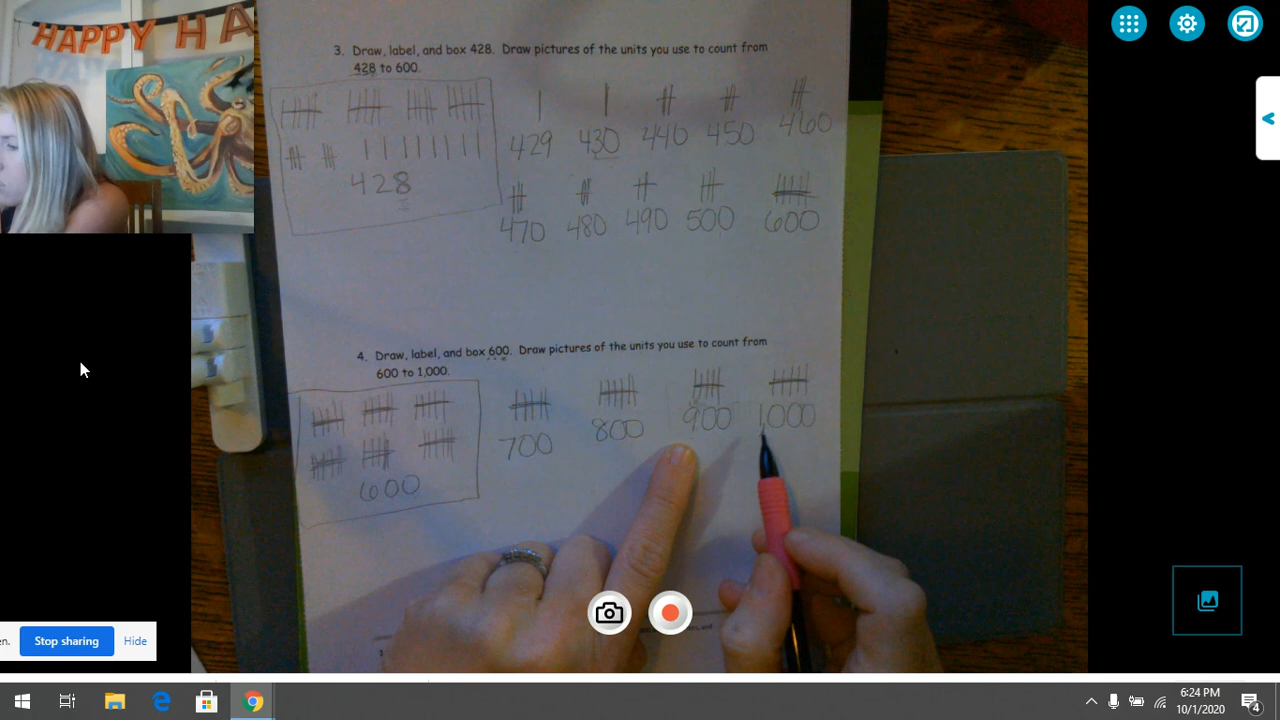 HAPPY HA
3. Draw, label, and box 428. Draw pictures of the units you use to count from
428 to 600.
429 430 440 450 460
428
470 480 490 500 600
4. Draw, label, and box 600. Draw pictures of the units you use to count from
600 to 1,000.
700 800 900 1000
600
en. Stop sharing Hide
6:24 PM
10/1/2020
4